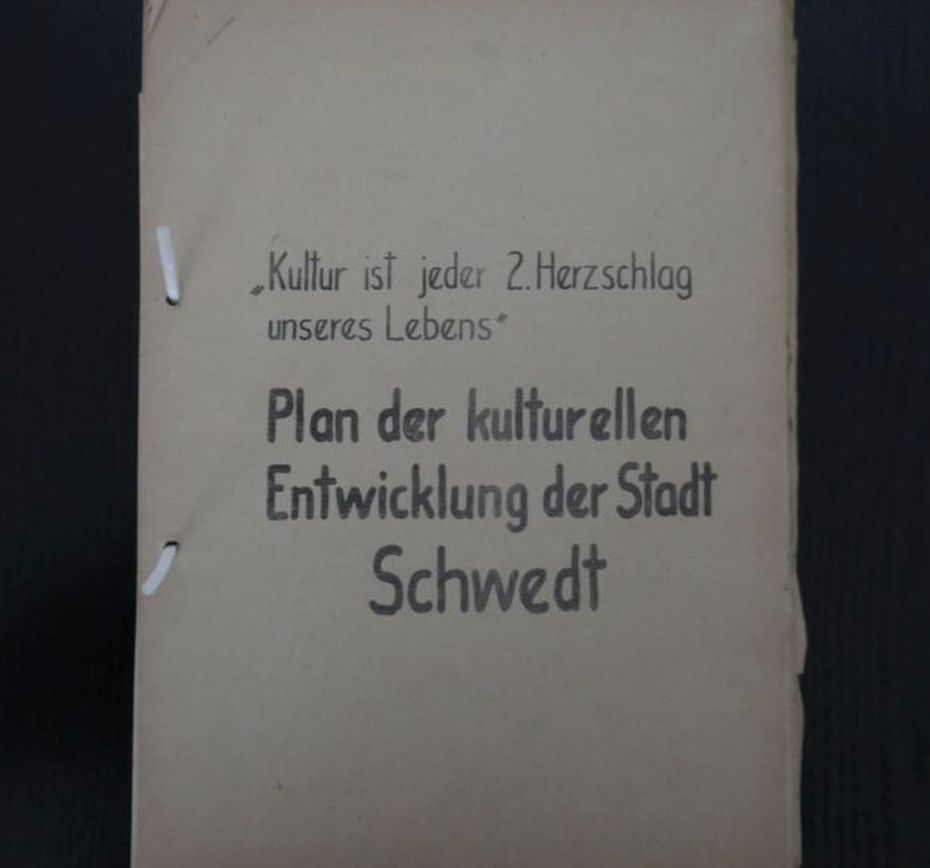 „Kultur ist jeder 2. Herzschlag
unseres Lebens“
Plan der kulturellen
Entwicklung der Stadt
Schwedt